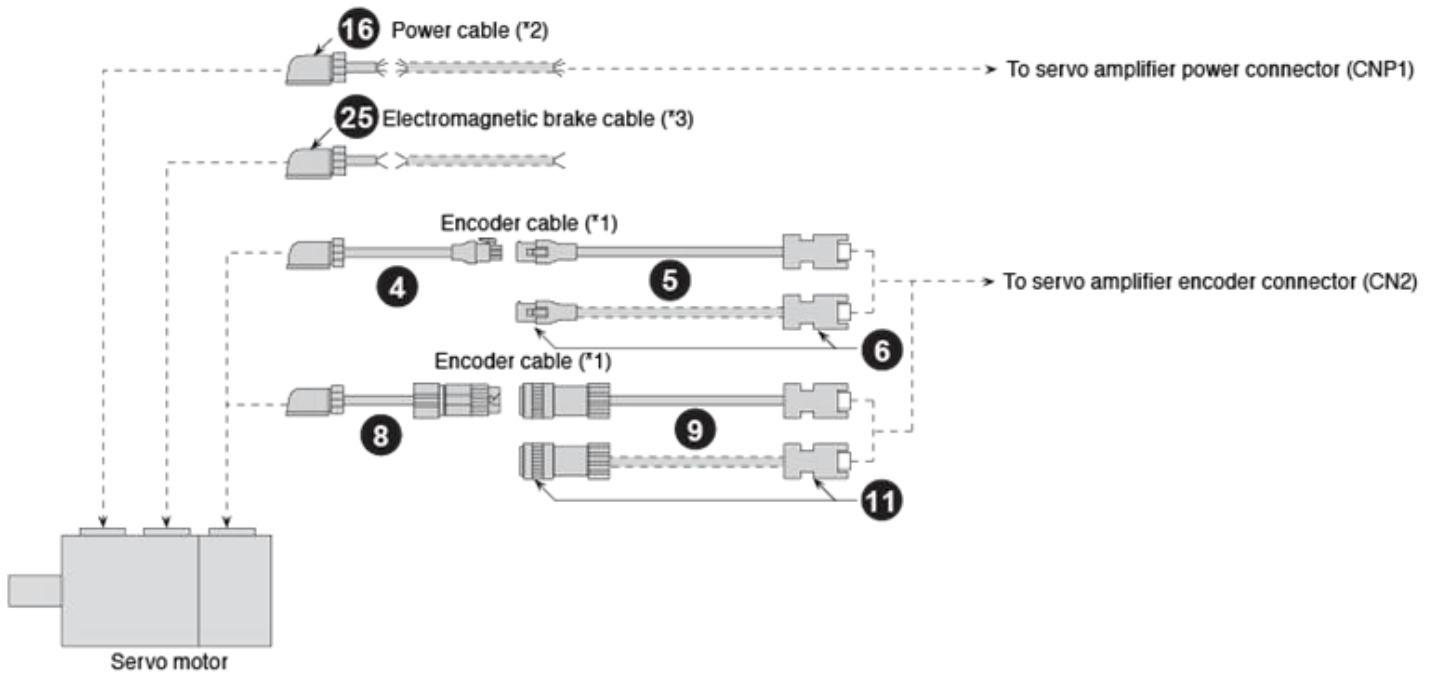 16 Power cable (*2)
To servo amplifier power connector (CNP1)
25 Electromagnetic brake cable (*3)
Encoder cable (*1)
4
5
To servo amplifier encoder connector (CN2)
6
Encoder cable (*1)
8
9
11
Servo motor